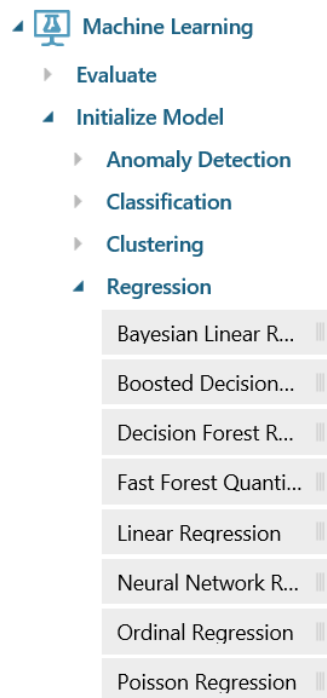 Machine Learning
Evaluate
Initialize Model
Anomaly Detection
Classification
Clustering
Regression
Bayesian Linear R...
Boosted Decision...
Decision Forest R...
Fast Forest Quanti...
Linear Regression
Neural Network R...
Ordinal Regression
Poisson Regression